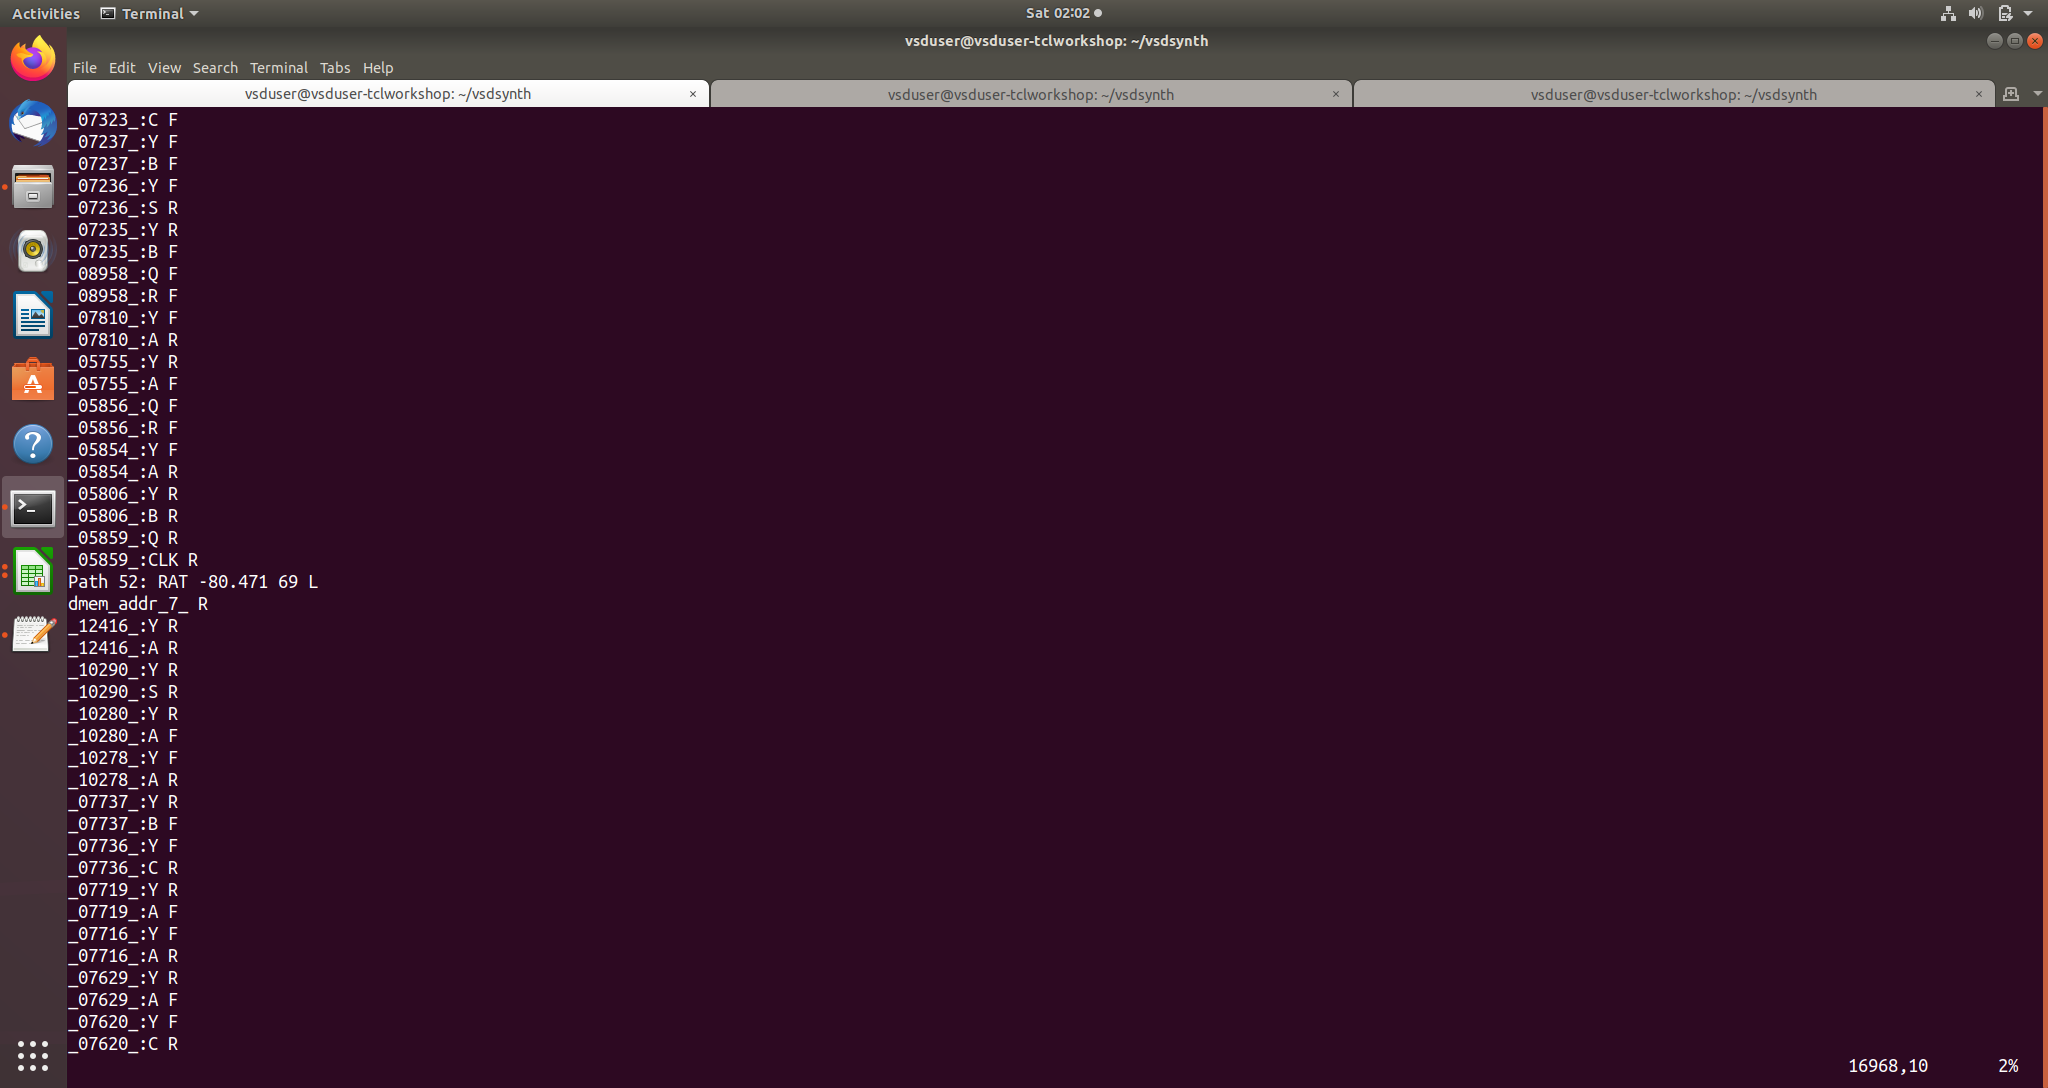 Activities Terminal Sat 02:02
vsduser@vsduser-tclworkshop: ~/vsdsynth
File Edit View Search Terminal Tabs Help
vsduser@vsduser-tclworkshop: ~/vsdsynth × vsduser@vsduser-tclworkshop: ~/vsdsynth × vsduser@vsduser-tclworkshop: ~/vsdsynth ×
_07323_:C F
_07237_:Y F
_07237_:B F
_07236_:Y F
_07236_:S R
_07235_:Y R
_07235_:B F
_08958_:Q F
_08958_:R F
_07810_:Y F
_07810_:A R
_05755_:Y R
_05755_:A F
_05856_:Q F
_05856_:R F
_05854_:Y F
_05854_:A R
_05806_:Y R
_05806_:B R
_05859_:Q R
_05859_:CLK R
Path 52: RAT -80.471 69 L
dmem_addr_7_ R
_12416_:Y R
_12416_:A R
_10290_:Y R
_10290_:S R
_10280_:Y R
_10280_:A F
_10278_:Y F
_10278_:A R
_07737_:Y R
_07737_:B F
_07736_:Y F
_07736_:C R
_07719_:Y R
_07719_:A F
_07716_:Y F
_07716_:A R
_07629_:Y R
_07629_:A F
_07620_:Y F
_07620_:C R
16968,10 2%